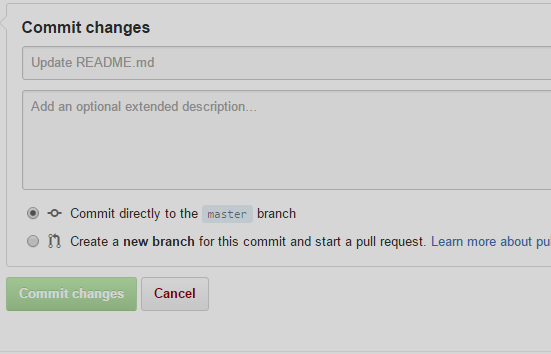 Commit changes
Update README.md
Add an optional extended description...
Commit directly to the master branch
Create a new branch for this commit and start a pull request. Learn more about pu
Commit changes
Cancel